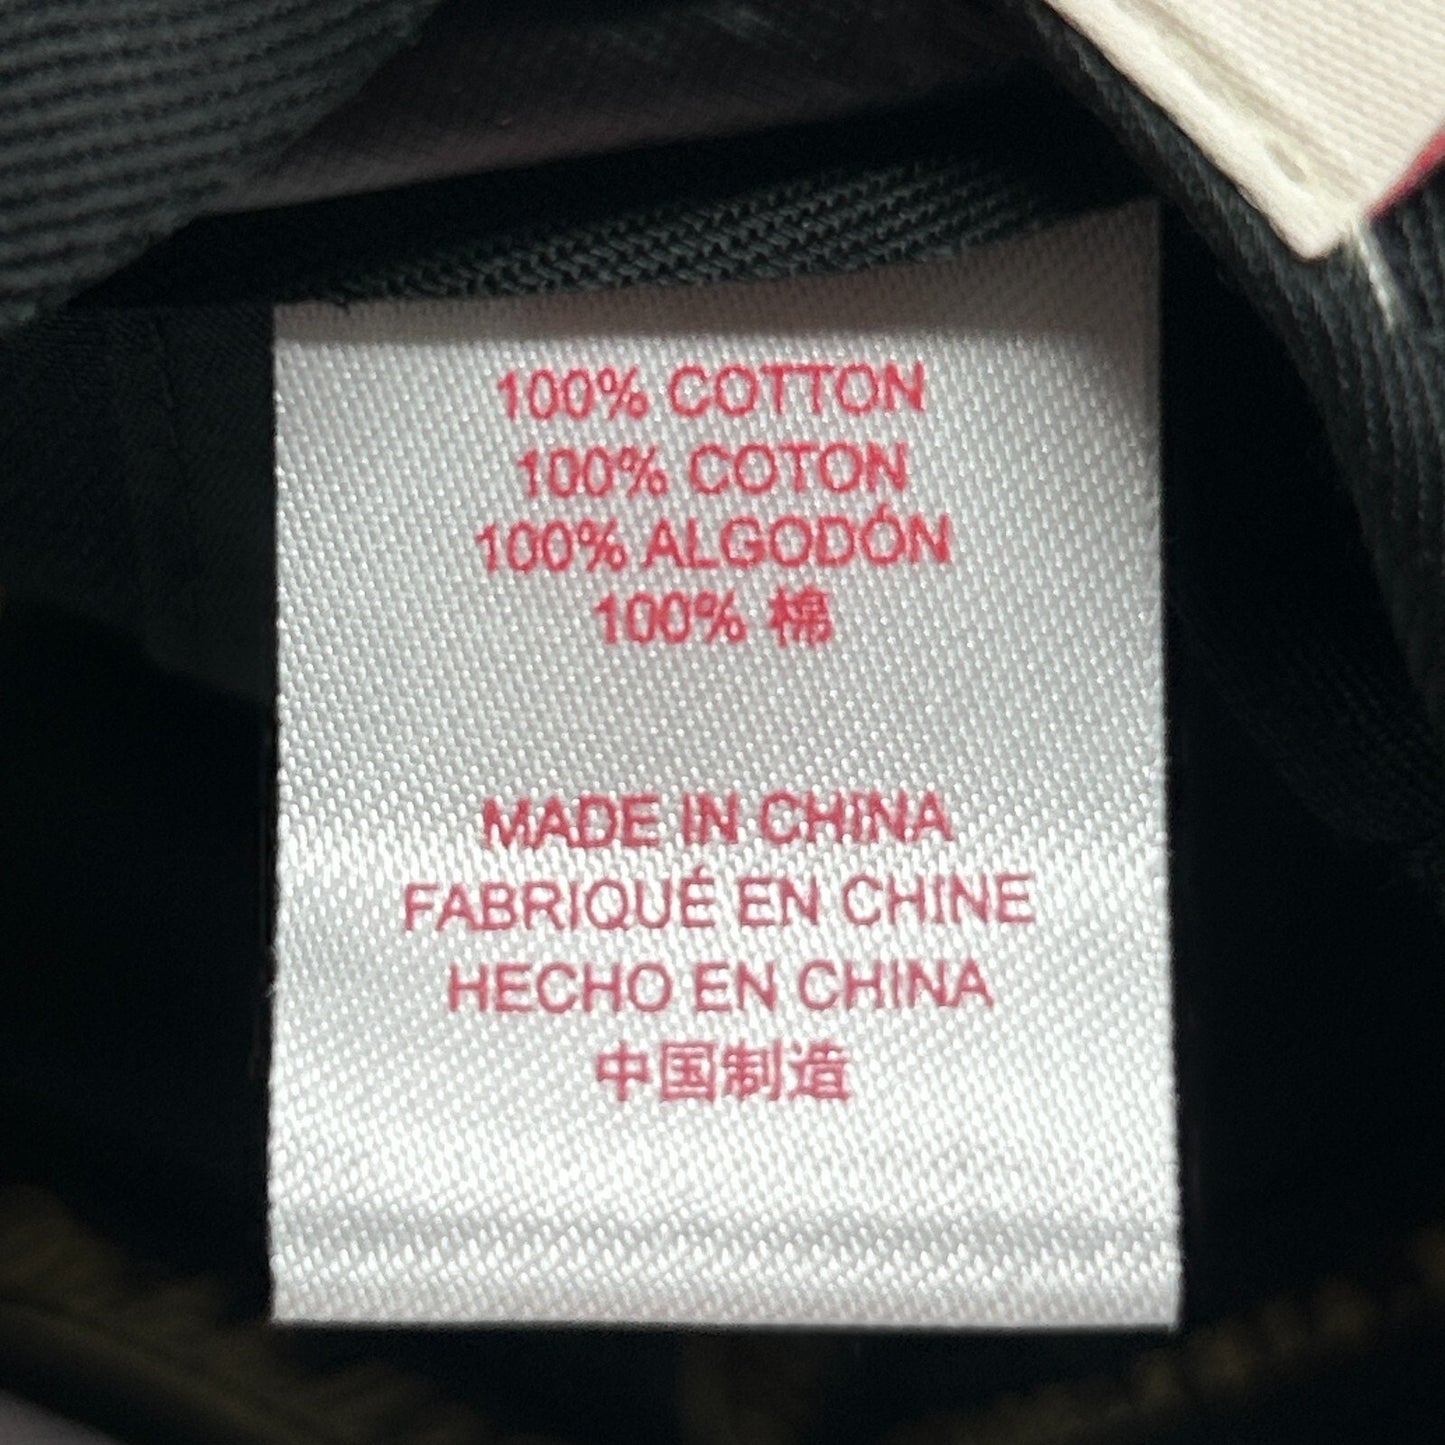 100% COTTON
100% COTON
100% ALGODÓN
100% 棉
MADE IN CHINA
FABRIQUÉ EN CHINE
HECHO EN CHINA
中国制造